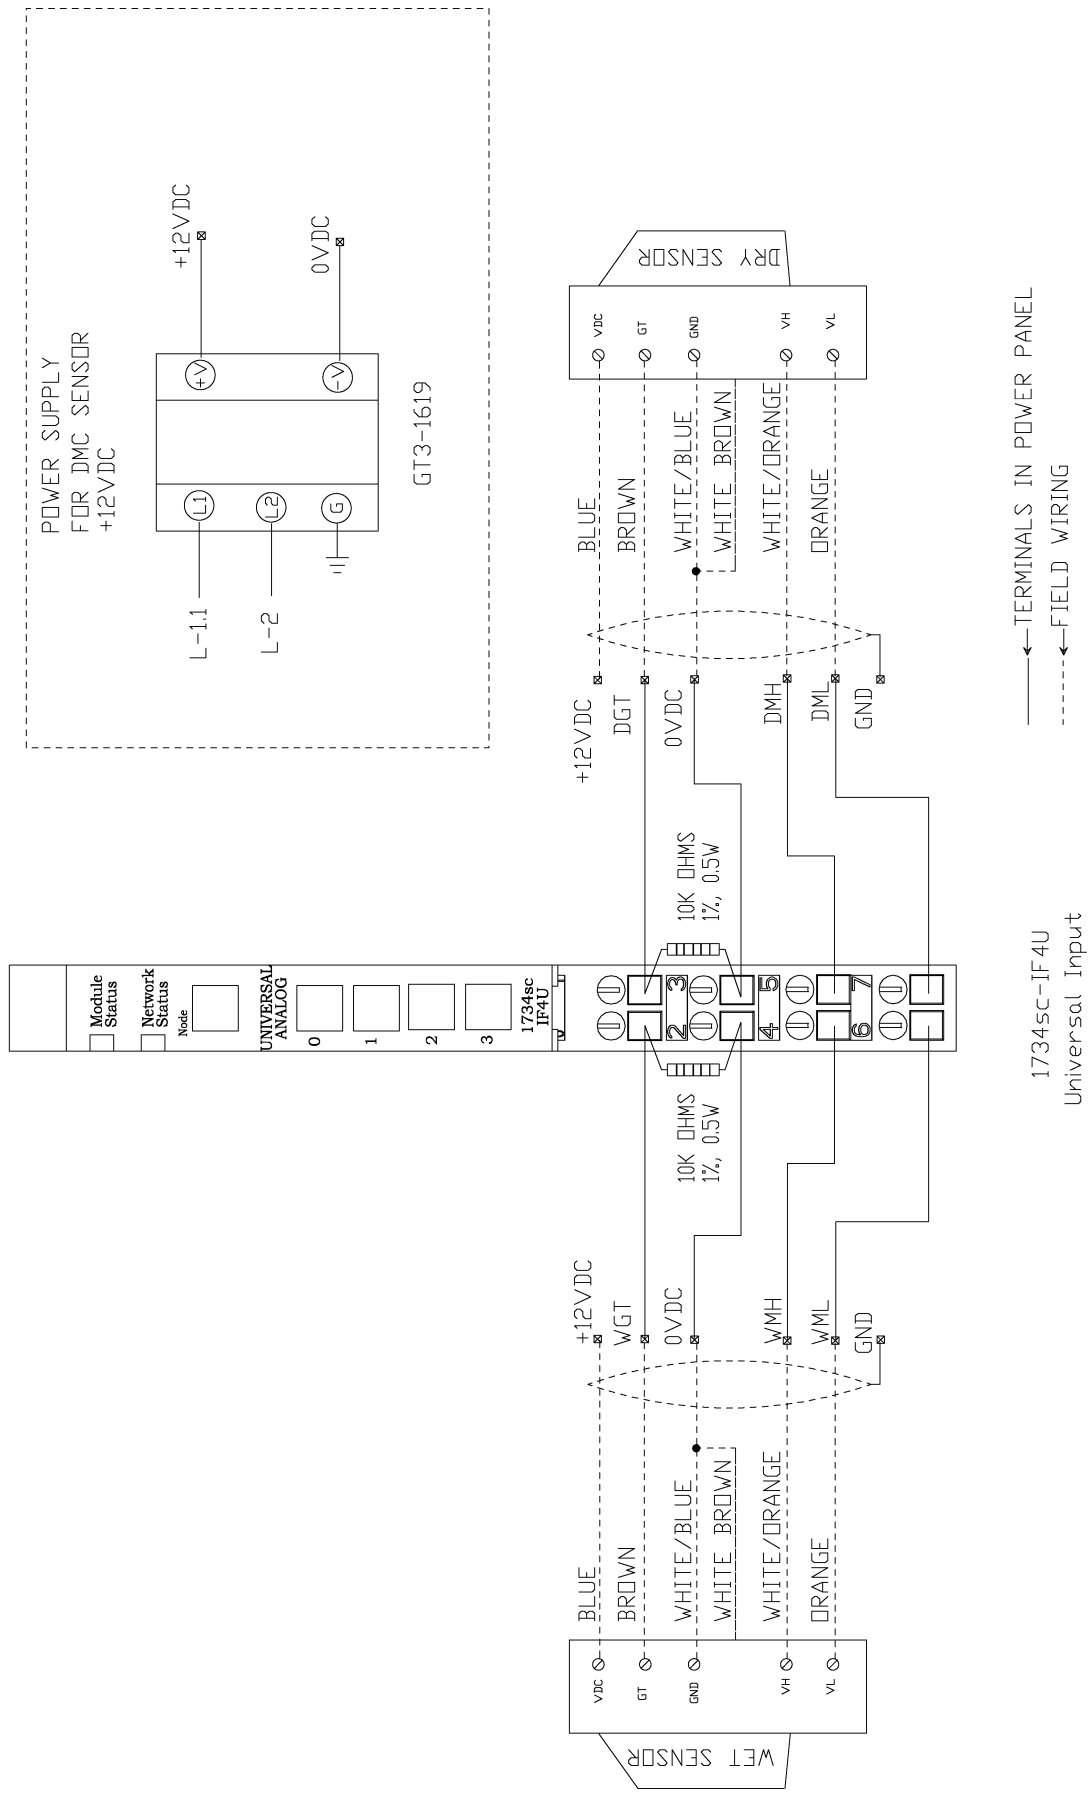 POWER SUPPLY
FOR DMC SENSOR
+12VDC
L-1.1
L-2
L1
L2
G
+V
-V
+12VDC
0VDC
GT3-1619
Module
Status
Network
Status
Node
UNIVERSAL
ANALOG
0
1
2
3
1734sc
IF4U
2
3
4
5
6
7
10K OHMS
1%, 0.5W
10K OHMS
1%, 0.5W
WET SENSOR
VDC
GT
GND
VH
VL
BLUE
BROWN
WHITE/BLUE
WHITE BROWN
WHITE/ORANGE
ORANGE
+12VDC
WGT
0VDC
WMH
WML
GND
+12VDC
DGT
0VDC
DMH
DML
GND
BLUE
BROWN
WHITE/BLUE
WHITE BROWN
WHITE/ORANGE
ORANGE
VDC
GT
GND
VH
VL
DRY SENSOR
1734sc-IF4U
Universal Input
TERMINALS IN POWER PANEL
FIELD WIRING